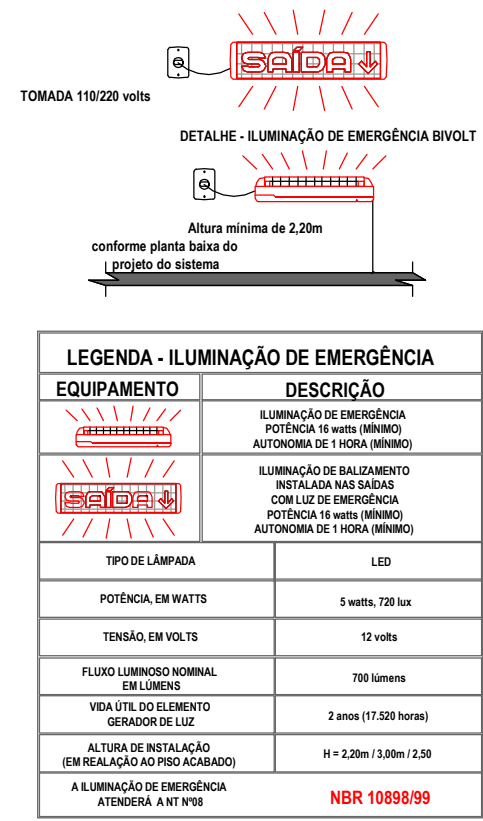 SAÍDA
TOMADA 110/220 volts
DETALHE - ILUMINAÇÃO DE EMERGÊNCIA BIVOLT
Altura mínima de 2,20m
conforme planta baixa do
projeto do sistema
LEGENDA - ILUMINAÇÃO DE EMERGÊNCIA
EQUIPAMENTO
DESCRIÇÃO
ILUMINAÇÃO DE EMERGÊNCIA
POTÊNCIA 16 watts (MÍNIMO)
AUTONOMIA DE 1 HORA (MÍNIMO)
SAÍDA
ILUMINAÇÃO DE BALIZAMENTO
INSTALADA NAS SAÍDAS
COM LUZ DE EMERGÊNCIA
POTÊNCIA 16 watts (MÍNIMO)
AUTONOMIA DE 1 HORA (MÍNIMO)
TIPO DE LÂMPADA
LED
POTÊNCIA, EM WATTS
5 watts, 720 lux
TENSÃO, EM VOLTS
12 volts
FLUXO LUMINOSO NOMINAL
EM LÚMENS
700 lúmens
VIDA ÚTIL DO ELEMENTO
GERADOR DE LUZ
2 anos (17.520 horas)
ALTURA DE INSTALAÇÃO
(EM REALAÇÃO AO PISO ACABADO)
H = 2,20m / 3,00m / 2,50
A ILUMINAÇÃO DE EMERGÊNCIA
ATENDERÁ A NT Nº08
NBR 10898/99